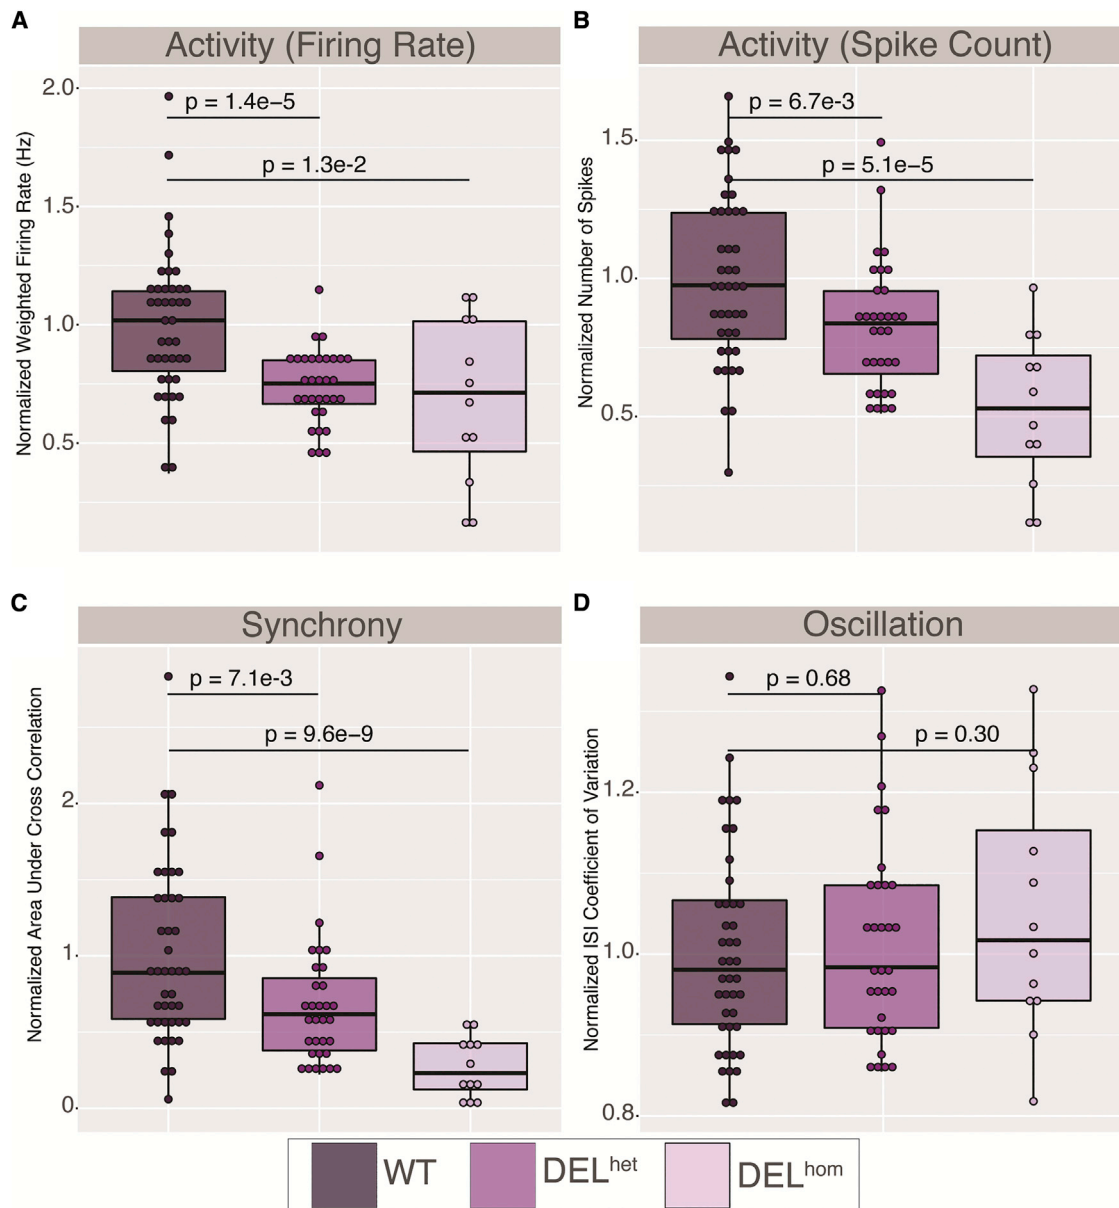 A
Activity (Firing Rate)
Normalized Weighted Firing Rate (Hz)
2.0
1.5
1.0
0.5
p = 1.4e−5
p = 1.3e-2
B
Activity (Spike Count)
Normalized Number of Spikes
1.5
1.0
0.5
p = 6.7e-3
p = 5.1e−5
C
Synchrony
Normalized Area Under Cross Correlation
2
1
0
p = 7.1e-3
p = 9.6e−9
D
Oscillation
Normalized ISI Coefficient of Variation
1.2
1.0
0.8
p = 0.68
p = 0.30
WT
DELhet
DELhom